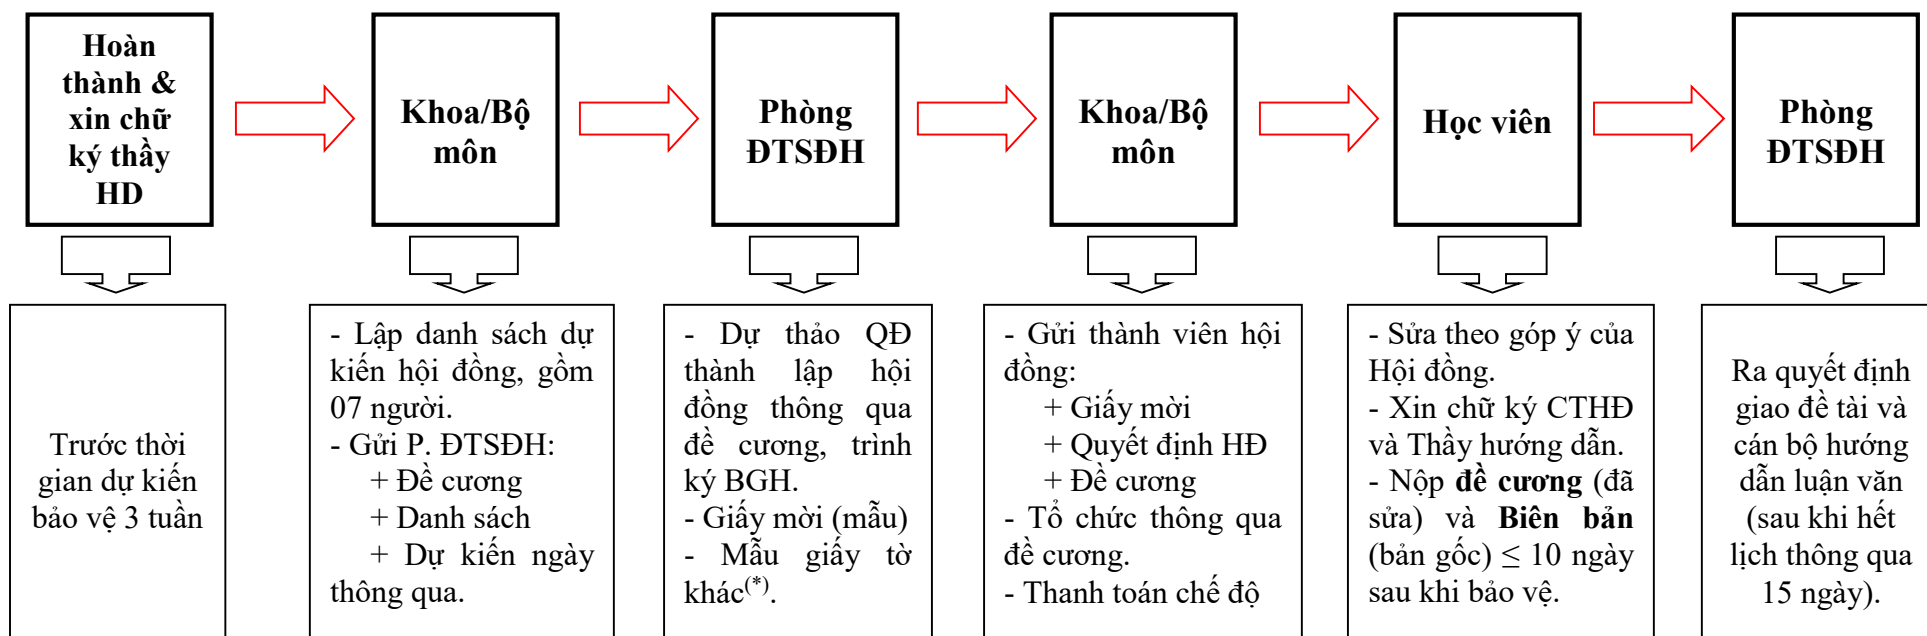 Hoàn
thành &
xin chữ
ký thầy
HD
Khoa/Bộ
môn
Phòng
ĐTSĐH
Khoa/Bộ
môn
Học viên
Phòng
ĐTSĐH
Trước thời
gian dự kiến
bảo vệ 3 tuần
- Lập danh sách dự
kiến hội đồng, gồm
07 người.
- Gửi P. ĐTSĐH:
+ Đề cương
+ Danh sách
+ Dự kiến ngày
thông qua.
- Dự thảo QĐ
thành lập hội
đồng thông qua
đề cương, trình
ký BGH.
- Giấy mời (mẫu)
- Mẫu giấy tờ
khác(*).
- Gửi thành viên hội
đồng:
+ Giấy mời
+ Quyết định HĐ
+ Đề cương
- Tổ chức thông qua
đề cương.
- Thanh toán chế độ
- Sửa theo góp ý của
Hội đồng.
- Xin chữ ký CTHĐ
và Thầy hướng dẫn.
- Nộp đề cương (đã
sửa) và Biên bản
(bản gốc) ≤ 10 ngày
sau khi bảo vệ.
Ra quyết định
giao đề tài và
cán bộ hướng
dẫn luận văn
(sau khi hết
lịch thông qua
15 ngày).